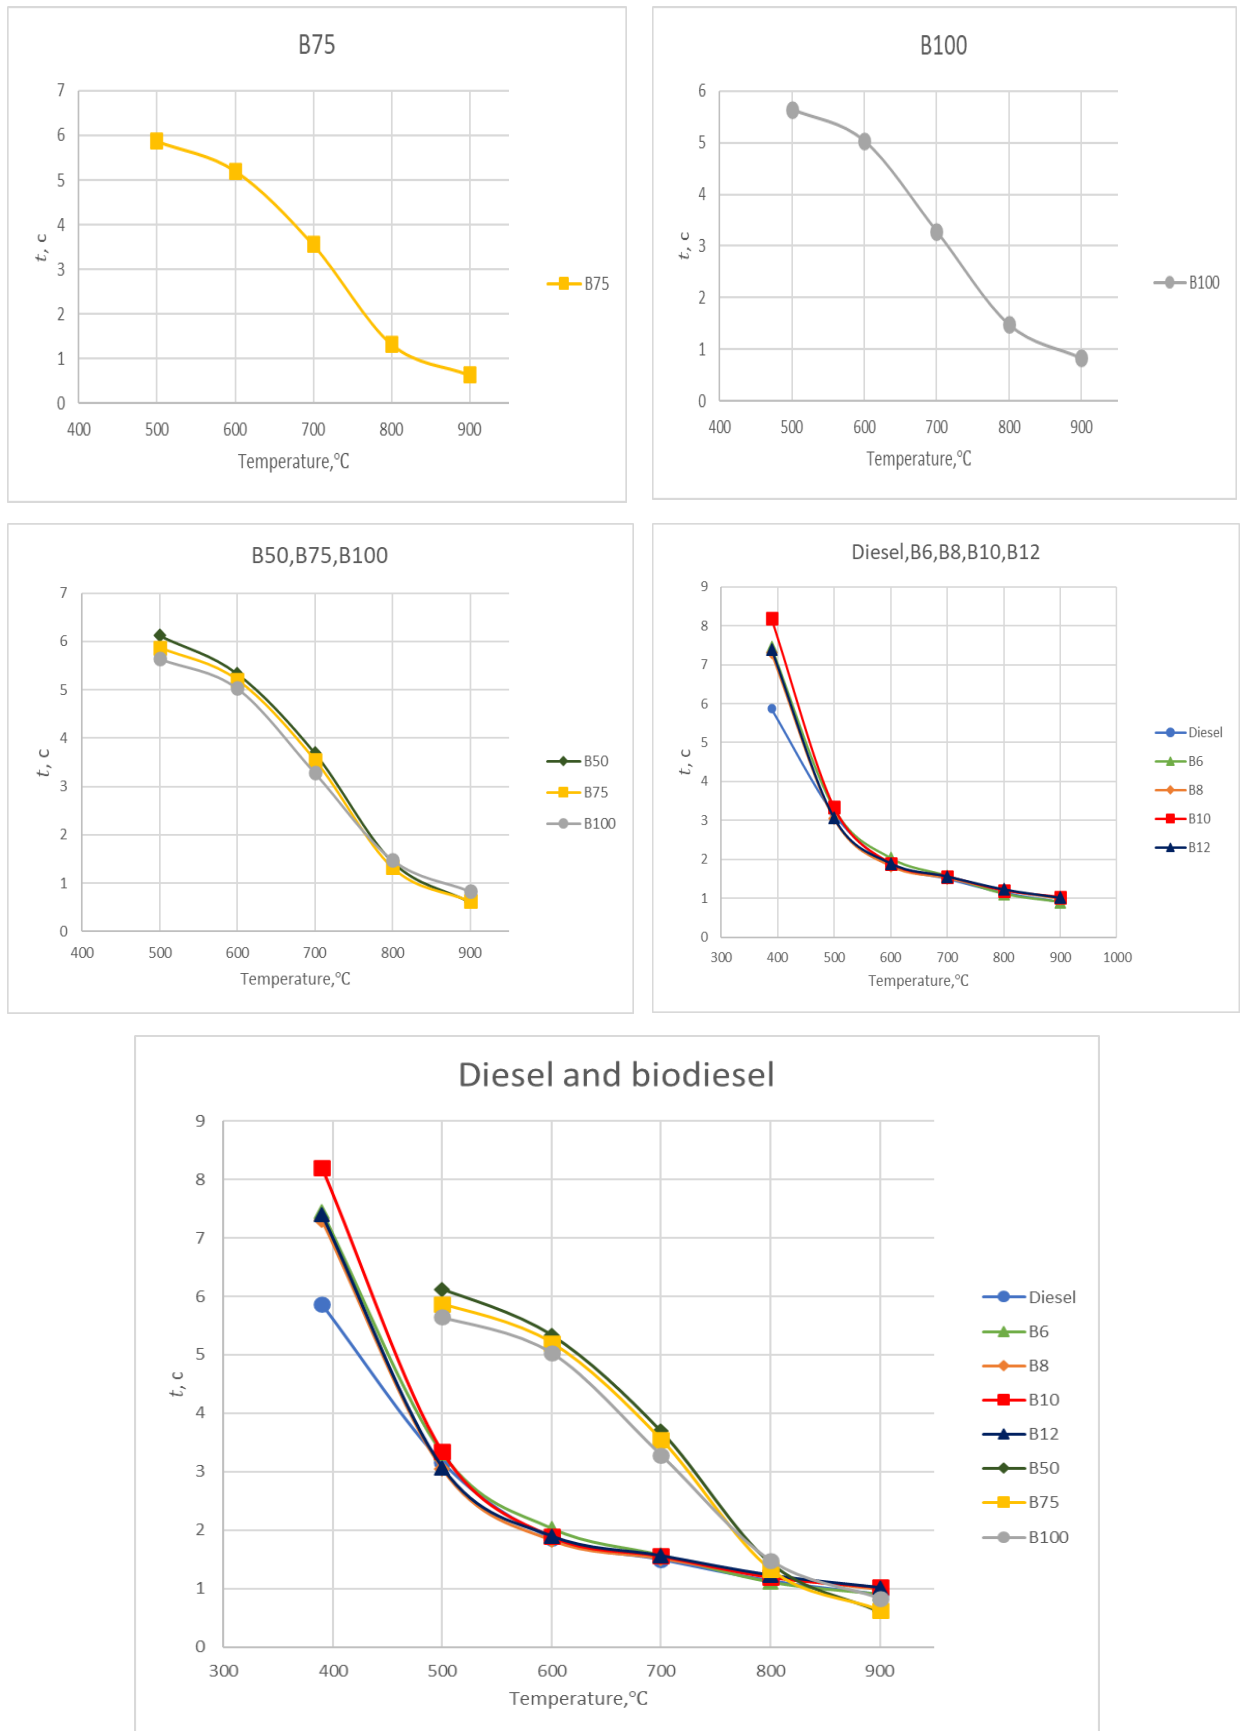 B75
7
6
5
4
3
2
1
0
t, c
400 500 600 700 800 900
Temperature,°C
B75
B100
6
5
4
3
2
1
0
t, c
400 500 600 700 800 900
Temperature,°C
B100
B50,B75,B100
7
6
5
4
3
2
1
0
t, c
400 500 600 700 800 900
Temperature,°C
B50
B75
B100
Diesel,B6,B8,B10,B12
9
8
7
6
5
4
3
2
1
0
t, c
300 400 500 600 700 800 900 1000
Temperature,°C
Diesel
B6
B8
B10
B12
Diesel and biodiesel
9
8
7
6
5
4
3
2
1
0
t, c
300 400 500 600 700 800 900
Temperature,°C
Diesel
B6
B8
B10
B12
B50
B75
B100